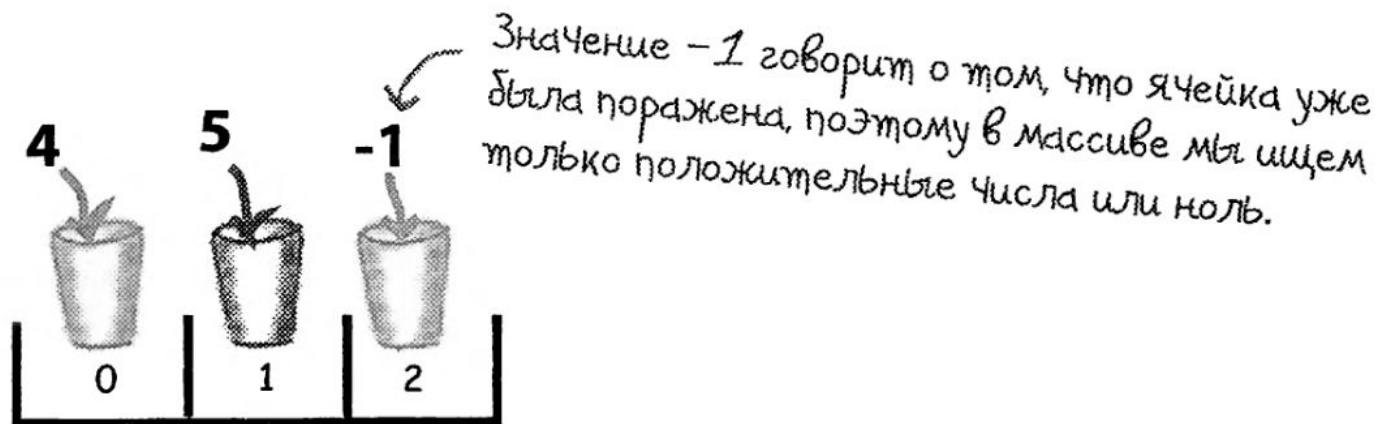 Значение -1 говорит о том, что ячейка уже
была поражена, поэтому в массиве мы ищем
только положительные числа или ноль.
4 5 -1
0 1 2